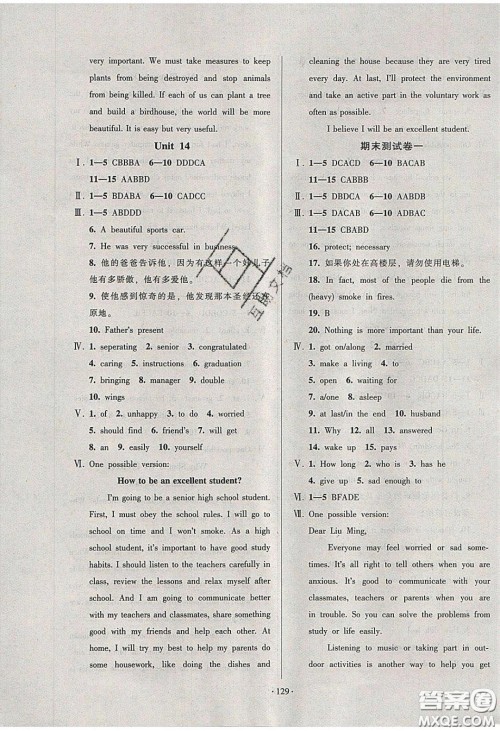 very important. We must take measures to keep
plants from being destroyed and stop animals
from being killed. If each of us can plant a tree
and build a birdhouse, the world will be more
beautiful. It is easy but very useful.
Unit 14
Ⅰ. 1—5 CBBBA 6—10 DDDCA
11—15 AABBD
Ⅱ. 1—5 BDABA 6—10 CADCC
Ⅲ. 1—5 ABDDD
6. A beautiful sports car.
7. He was very successful in business.
8. 他的爸爸告诉他，因为有这样一个好儿子
他有多骄傲，他有多爱他。
9. 使他感到惊奇的是，他发现那本圣经还在
原地。
10. Father's present
Ⅳ. 1. seperating 2. senior 3. congratulated
4. caring 5. instructions 6. graduation
7. bringing 8. manager 9. double
10. wings
Ⅴ. 1. of 2. unhappy 3. to do 4. worried
5. should find 6. friend's 7. will get
8. an 9. easily 10. yourself
Ⅵ. One possible version:
How to be an excellent student?
I'm going to be a senior high school student.
First, I must obey the school rules. I will go to
school on time and I won't smoke. As a high
school student, it's important to have good study
habits. I should listen to the teachers carefully in
class, review the lessons and relax myself after
school. And I am going to communicate better
with my teachers and classmates, share something
good with my friends and help each other. At
home, I am going to try to help my parents do
some housework, like doing the dishes and
cleaning the house because they are very tired
every day. At last, I'll protect the environment
and take an active part in the voluntary work as
often as possible.
I believe I will be an excellent student.
期末测试卷一
Ⅰ. 1—5 DCACD 6—10 BACAB
11—15 AABCA
Ⅱ. 1—5 DBDCA 6—10 AABDB
Ⅲ. 1—5 DACAB 6—10 ADBAC
11—15 CBABD
16. protect; necessary
17. 如果你处在高楼层，请勿使用电梯。
18. In fact, most of the people die from the
(heavy) smoke in fires.
19. B
20. Nothing is more important than your life.
Ⅳ. 1. got on/along 2. got married
3. make a living 4. to
5. open 6. waiting for
7. a/one 8. asleep
9. at last/in the end 10. husband
11. Why 12. all 13. answered
14. wake up 15. pays
Ⅴ. 1. How long 2. who is 3. are
4. give up 5. sad enough to
Ⅵ. 1—5 BFADE
Ⅶ. One possible version:
Dear Liu Ming,
Everyone may feel worried or sad some-
times. It's all right to tell others when you are
anxious. It's good to communicate with your
classmates, teachers or parents when you are in
trouble. So you can solve the problems from
study or life.
Listening to music or taking part in out-
door activities is another way to help you get
· 129 ·
互助文档
答案圈
MXQE.COM